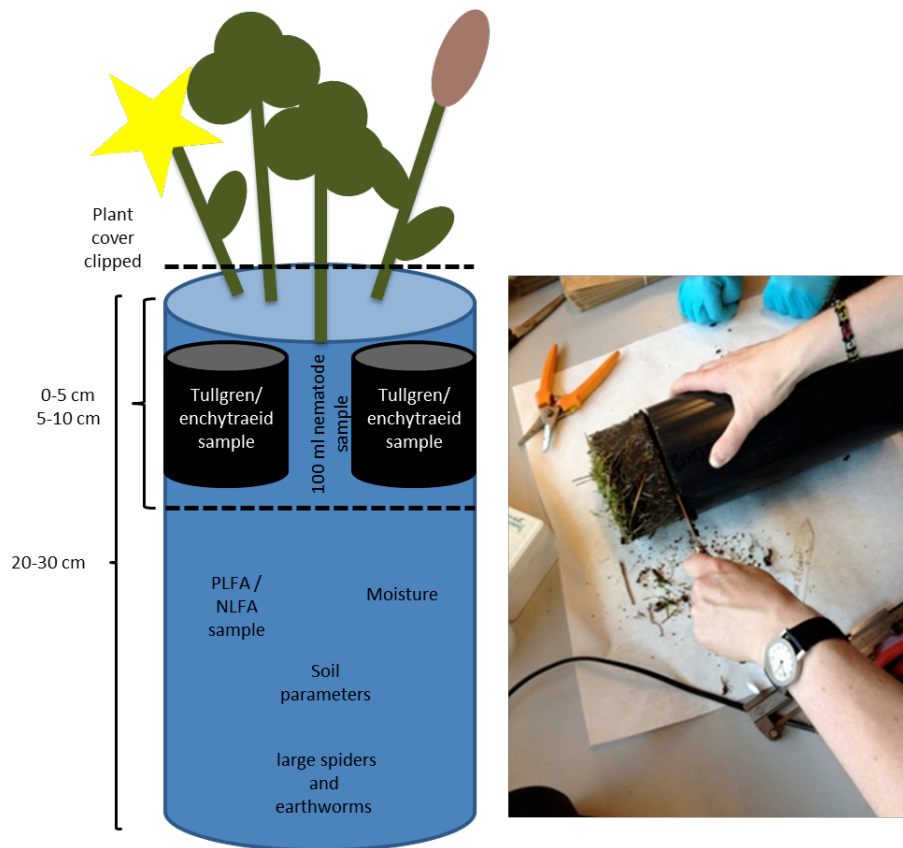 Plant
cover
clipped
0-5 cm
5-10 cm
Tullgren/
enchytraeid
sample
100 ml nematode
sample
Tullgren/
enchytraeid
sample
20-30 cm
PLFA /
NLFA
sample
Moisture
Soil
parameters
large spiders
and
earthworms